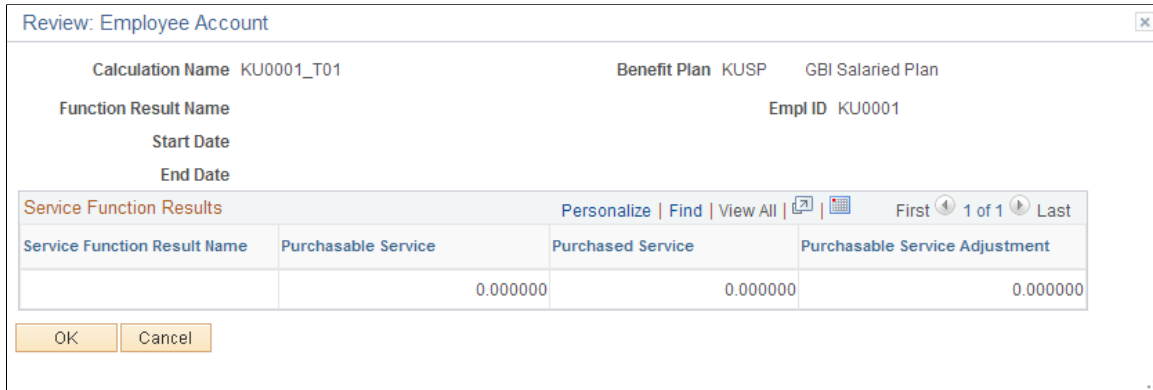 Review: Employee Account
Calculation Name KU0001_T01 Benefit Plan KUSP GBI Salaried Plan
Function Result Name Empl ID KU0001
Start Date
End Date
Service Function Results Personalize | Find | View All | | First 1 of 1 Last
Service Function Result Name Purchasable Service Purchased Service Purchasable Service Adjustment
0.000000 0.000000 0.000000
OK Cancel